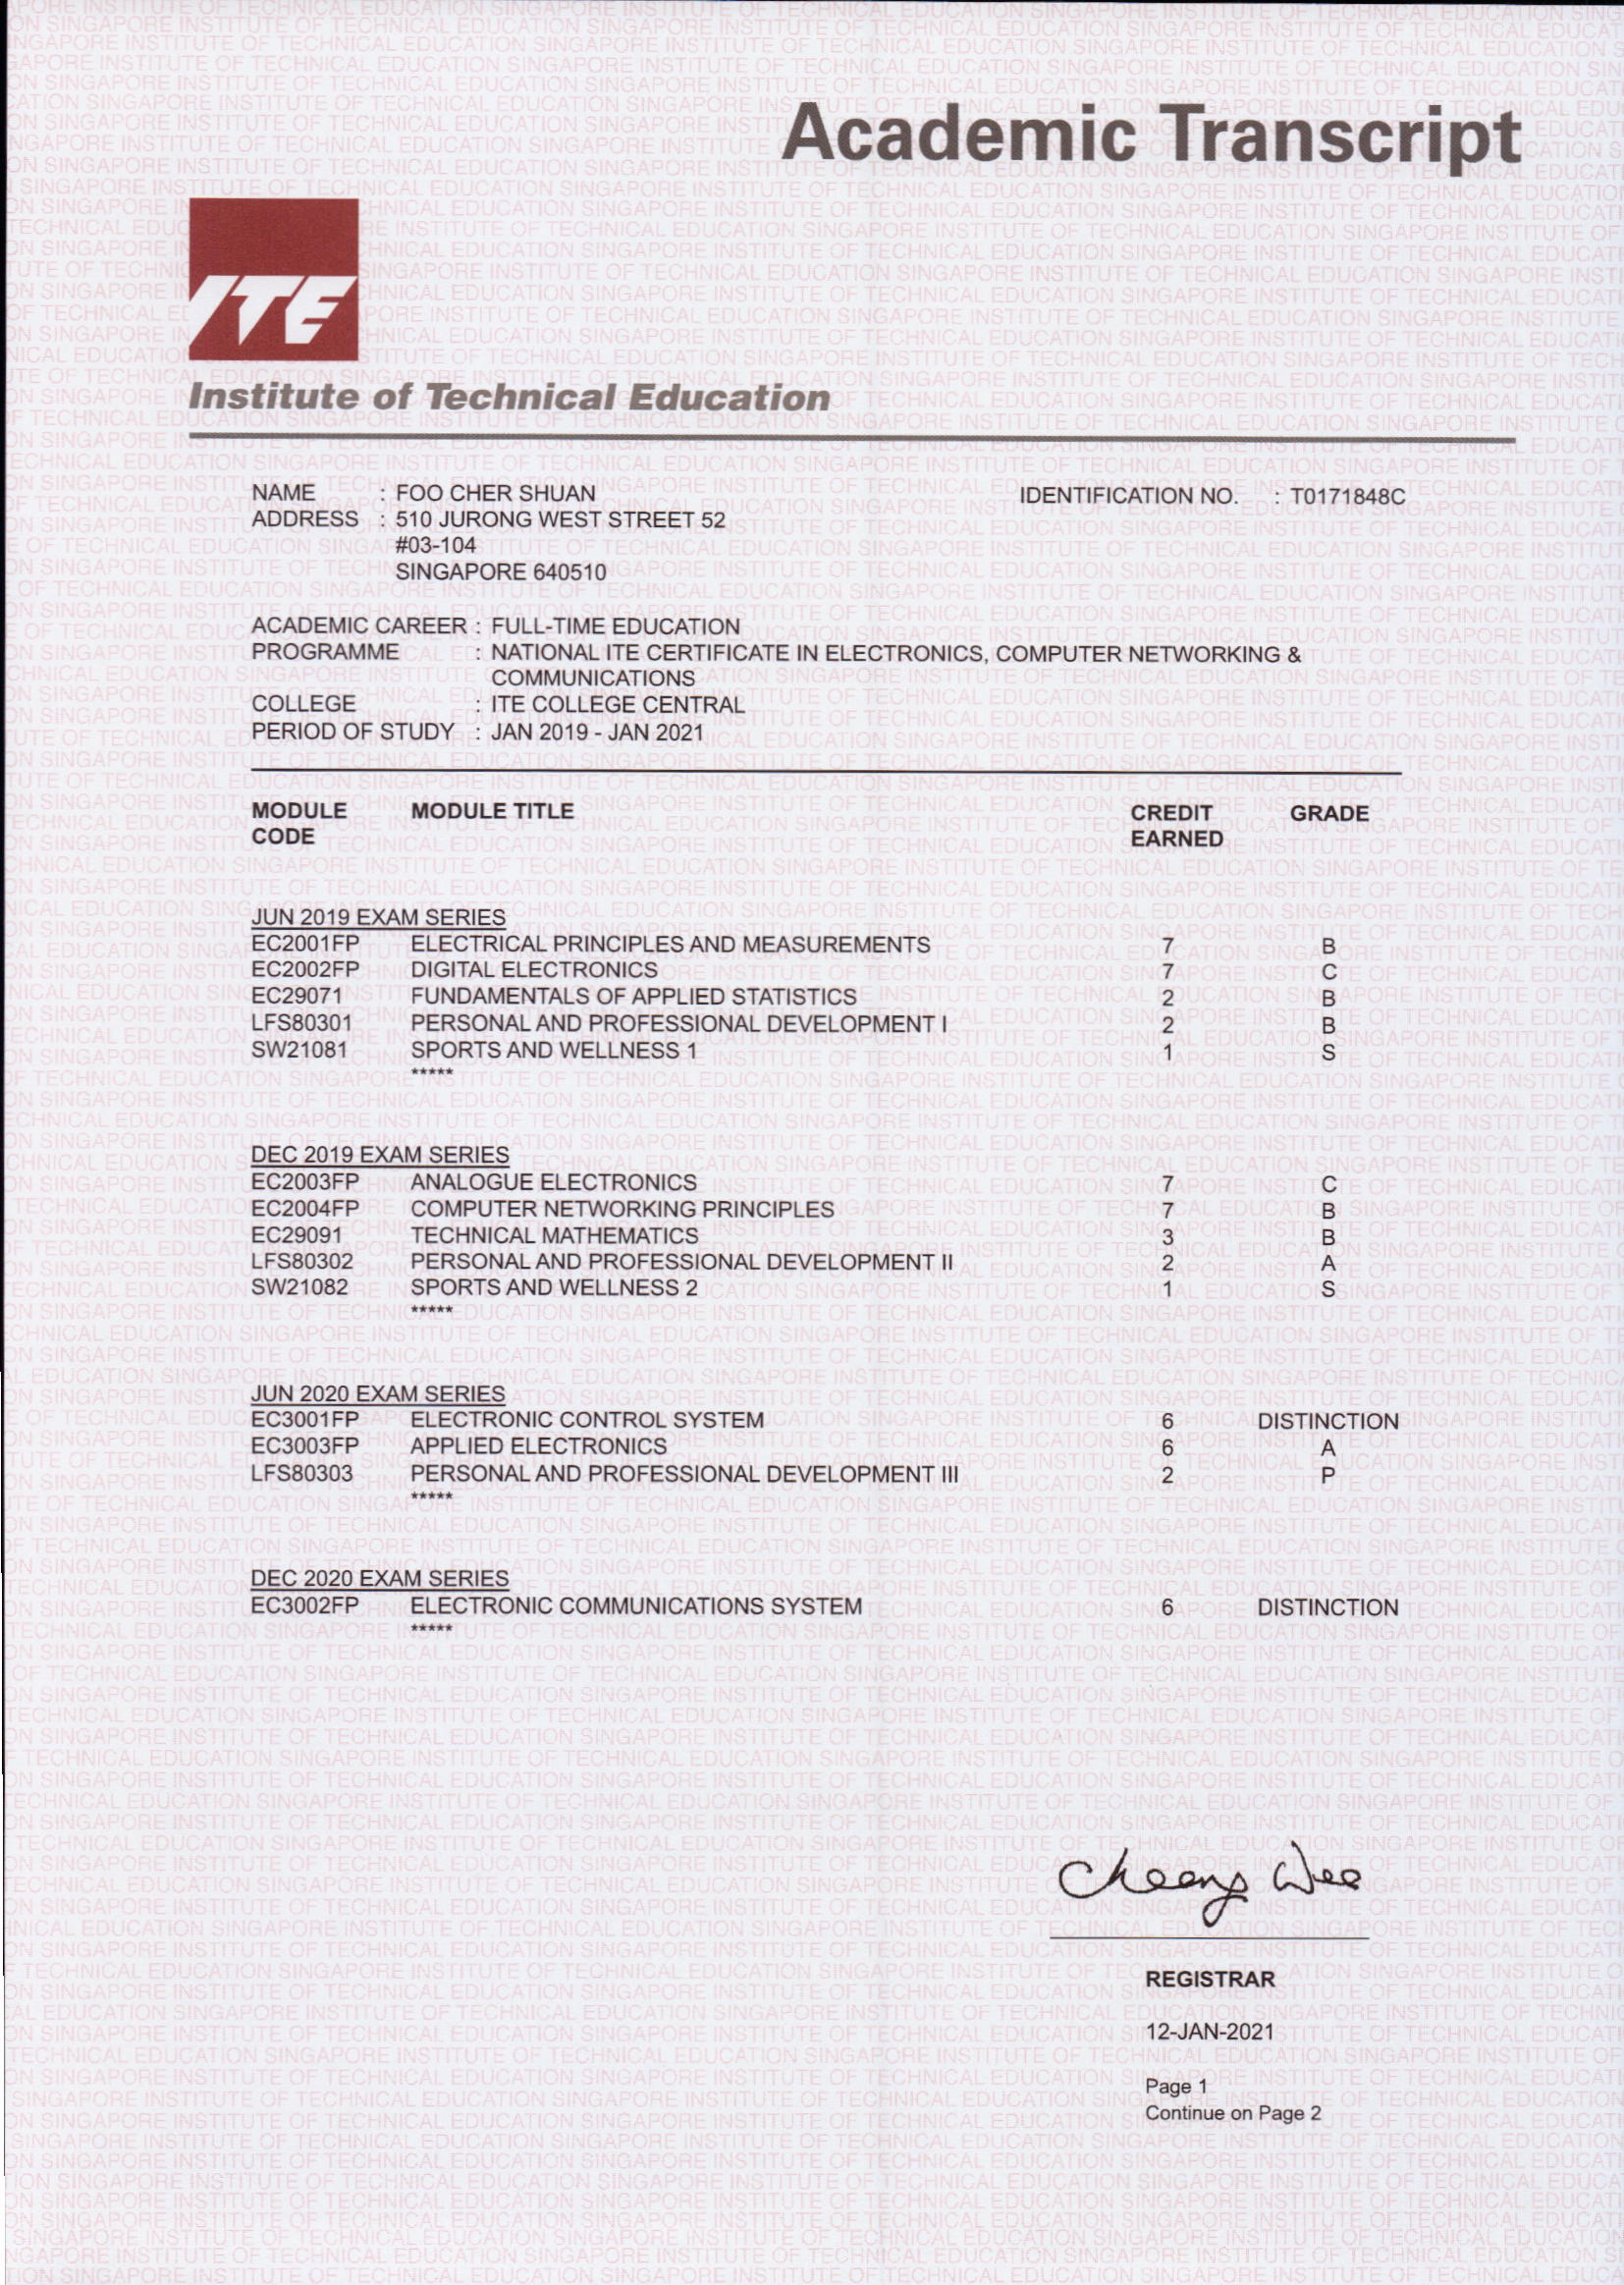 Academic Transcript
ITE
Institute of Technical Education
NAME : FOO CHER SHUAN IDENTIFICATION NO. : T0171848C
ADDRESS : 510 JURONG WEST STREET 52
#03-104
SINGAPORE 640510
ACADEMIC CAREER : FULL-TIME EDUCATION
PROGRAMME : NATIONAL ITE CERTIFICATE IN ELECTRONICS, COMPUTER NETWORKING &
COMMUNICATIONS
COLLEGE : ITE COLLEGE CENTRAL
PERIOD OF STUDY : JAN 2019 - JAN 2021
MODULE MODULE TITLE CREDIT GRADE
CODE EARNED
JUN 2019 EXAM SERIES
EC2001FP ELECTRICAL PRINCIPLES AND MEASUREMENTS 7 B
EC2002FP DIGITAL ELECTRONICS 7 C
EC29071 FUNDAMENTALS OF APPLIED STATISTICS 2 B
LFS80301 PERSONAL AND PROFESSIONAL DEVELOPMENT I 2 B
SW21081 SPORTS AND WELLNESS 1 1 S
*****
DEC 2019 EXAM SERIES
EC2003FP ANALOGUE ELECTRONICS 7 C
EC2004FP COMPUTER NETWORKING PRINCIPLES 7 B
EC29091 TECHNICAL MATHEMATICS 3 B
LFS80302 PERSONAL AND PROFESSIONAL DEVELOPMENT II 2 A
SW21082 SPORTS AND WELLNESS 2 1 S
*****
JUN 2020 EXAM SERIES
EC3001FP ELECTRONIC CONTROL SYSTEM 6 DISTINCTION
EC3003FP APPLIED ELECTRONICS 6 A
LFS80303 PERSONAL AND PROFESSIONAL DEVELOPMENT III 2 P
*****
DEC 2020 EXAM SERIES
EC3002FP ELECTRONIC COMMUNICATIONS SYSTEM 6 DISTINCTION
*****
Cheong Wee
REGISTRAR
12-JAN-2021
Page 1
Continue on Page 2